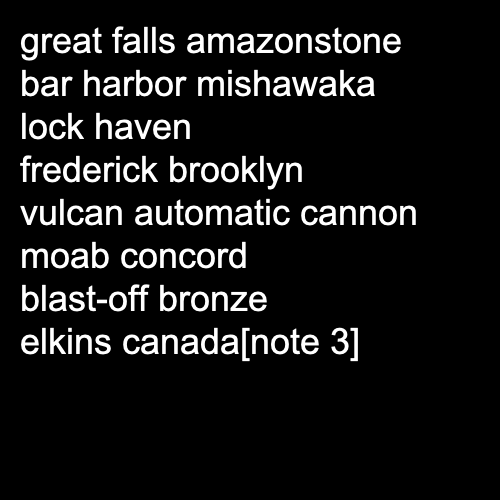 great falls amazonstone
bar harbor mishawaka
lock haven
frederick brooklyn
vulcan automatic cannon
moab concord
blast-off bronze
elkins canada[note 3]